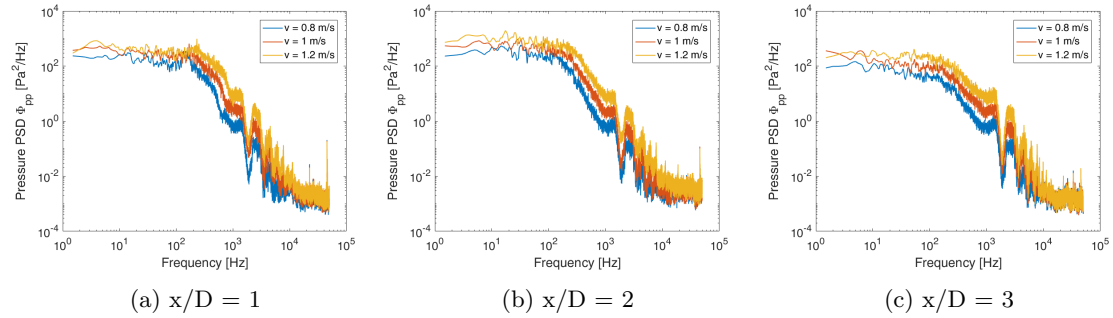 v = 0.8 m/s
v = 1 m/s
v = 1.2 m/s
Pressure PSD Φ_pp [Pa^2/Hz]
10^4
10^2
10^0
10^-2
10^-4
10^0 10^1 10^2 10^3 10^4 10^5
Frequency [Hz]
(a) x/D = 1
v = 0.8 m/s
v = 1 m/s
v = 1.2 m/s
Pressure PSD Φ_pp [Pa^2/Hz]
10^4
10^2
10^0
10^-2
10^-4
10^0 10^1 10^2 10^3 10^4 10^5
Frequency [Hz]
(b) x/D = 2
v = 0.8 m/s
v = 1 m/s
v = 1.2 m/s
Pressure PSD Φ_pp [Pa^2/Hz]
10^4
10^2
10^0
10^-2
10^-4
10^0 10^1 10^2 10^3 10^4 10^5
Frequency [Hz]
(c) x/D = 3